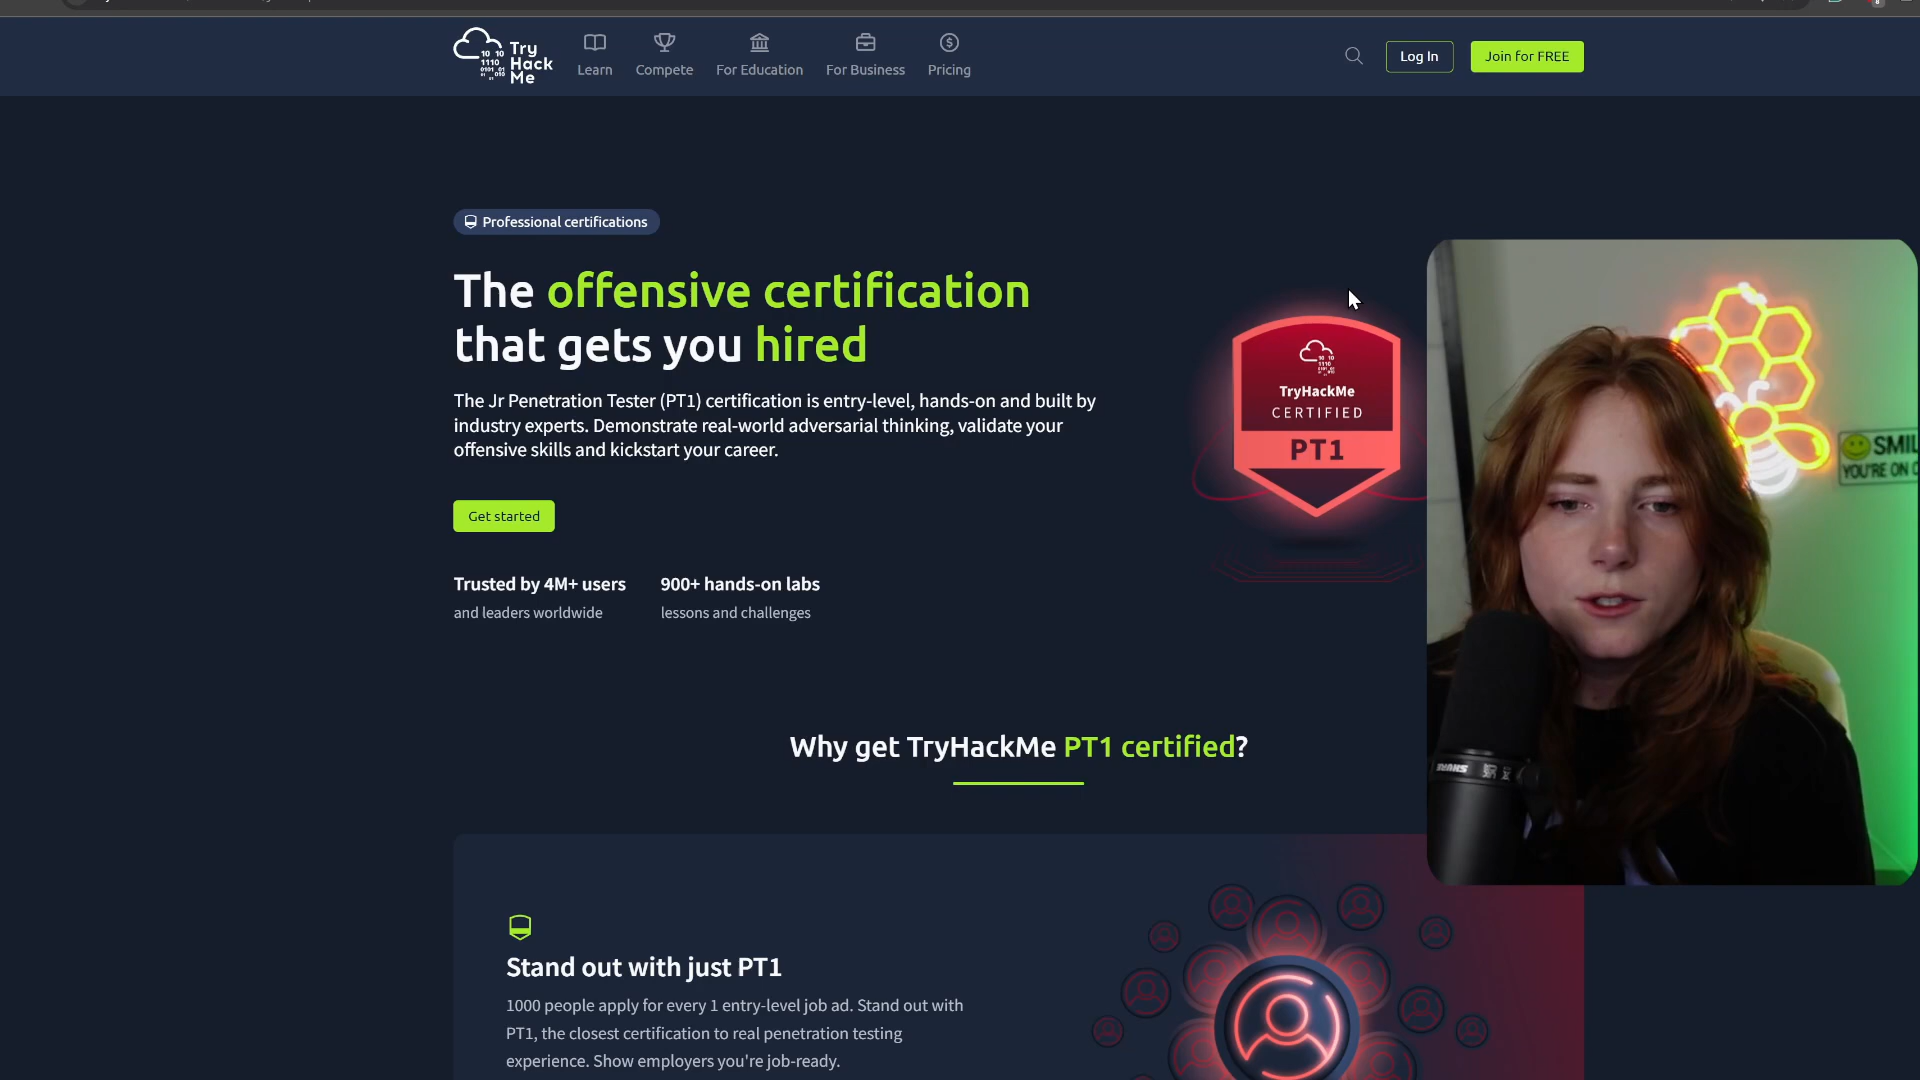 Try
Hack
Me
Learn
Compete
For Education
For Business
Pricing
Log In
Join for FREE
Professional certifications
The offensive certification
that gets you hired
The Jr Penetration Tester (PT1) certification is entry-level, hands-on and built by
industry experts. Demonstrate real-world adversarial thinking, validate your
offensive skills and kickstart your career.
Get started
Trusted by 4M+ users
and leaders worldwide
900+ hands-on labs
lessons and challenges
TryHackMe
CERTIFIED
PT1
SMIL
YOU'RE ON C
SHURE
Why get TryHackMe PT1 certified?
Stand out with just PT1
1000 people apply for every 1 entry-level job ad. Stand out with
PT1, the closest certification to real penetration testing
experience. Show employers you're job-ready.